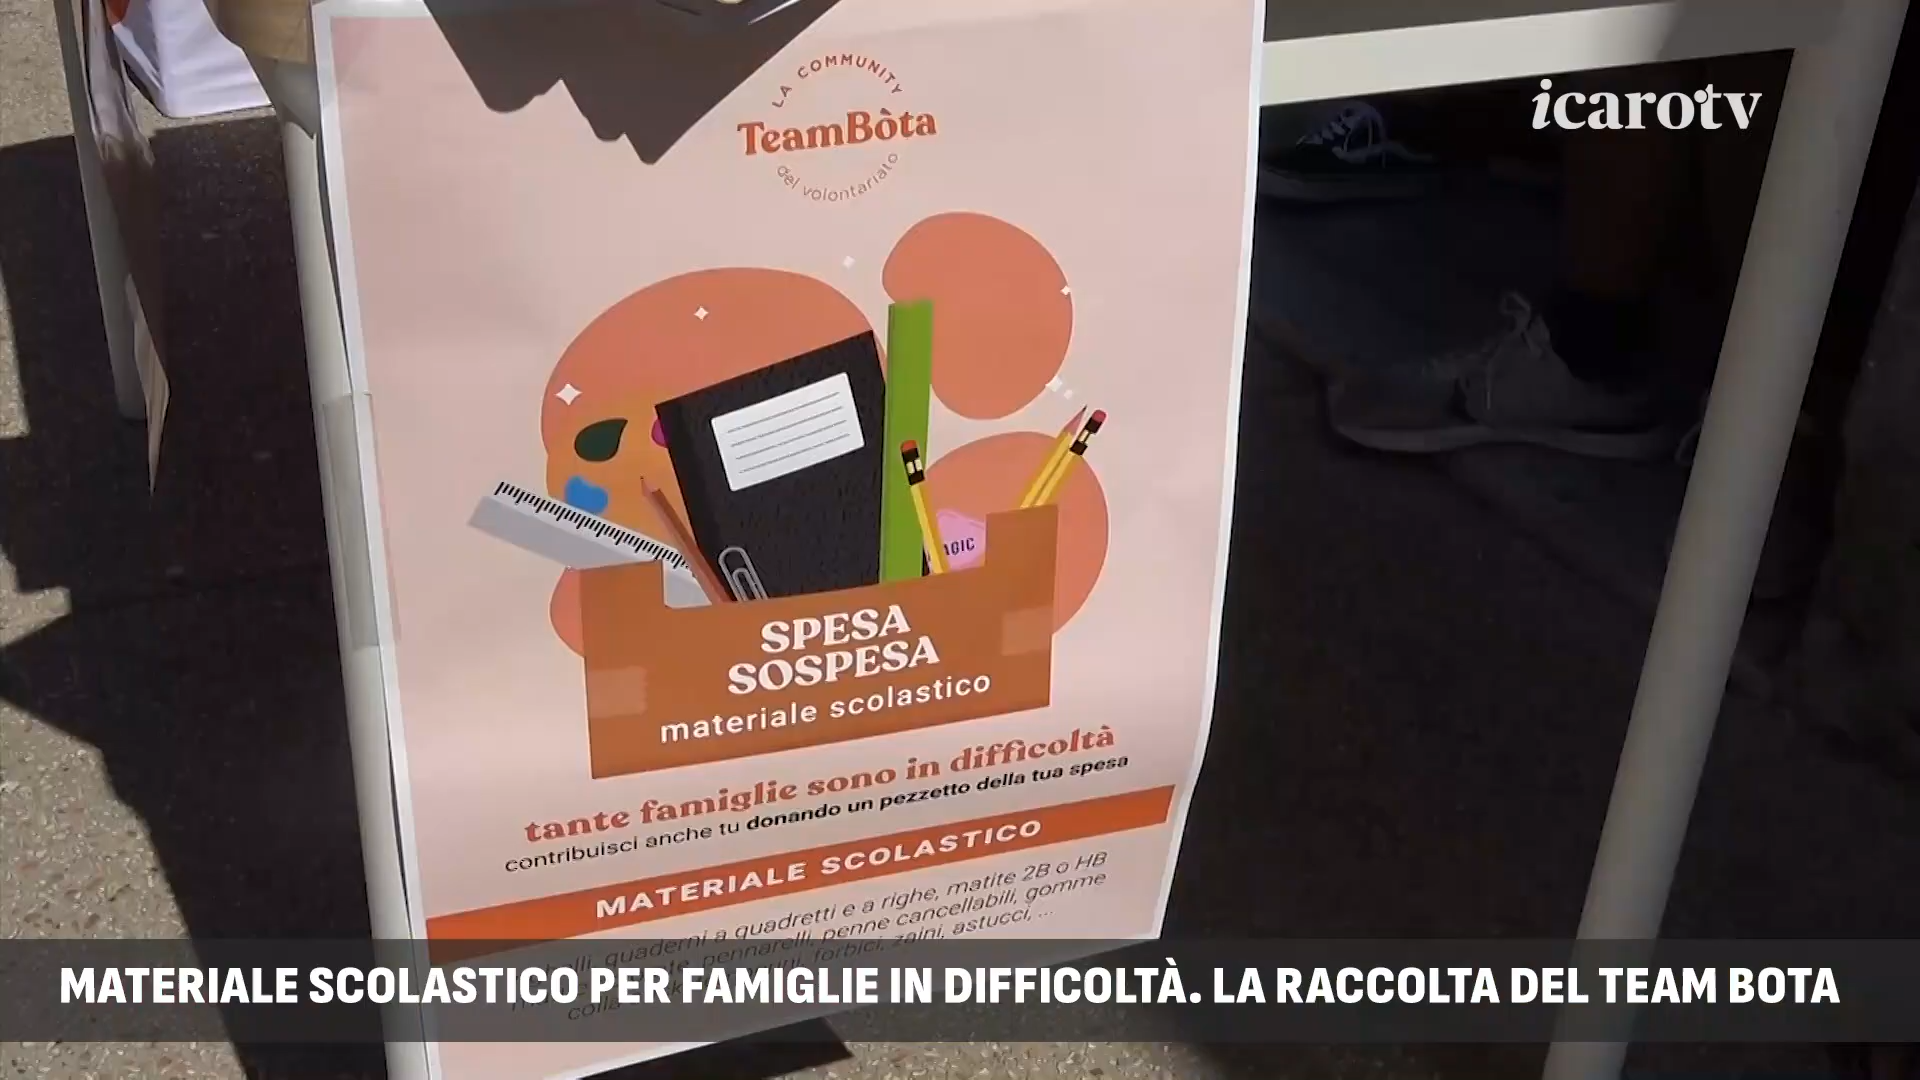 LA COMMUNITY
TeamBòta
del volontariato
icarotv
AGIC
SPESA
SOSPESA
materiale scolastico
tante famiglie sono in difficoltà
contribuisci anche tu donando un pezzetto della tua spesa
MATERIALE SCOLASTICO
quaderni a quadretti e a righe, matite 2B o HB
pennarelli, penne cancellabili, gomme
forbici, zaini, astucci, ...
MATERIALE SCOLASTICO PER FAMIGLIE IN DIFFICOLTÀ. LA RACCOLTA DEL TEAM BOTA